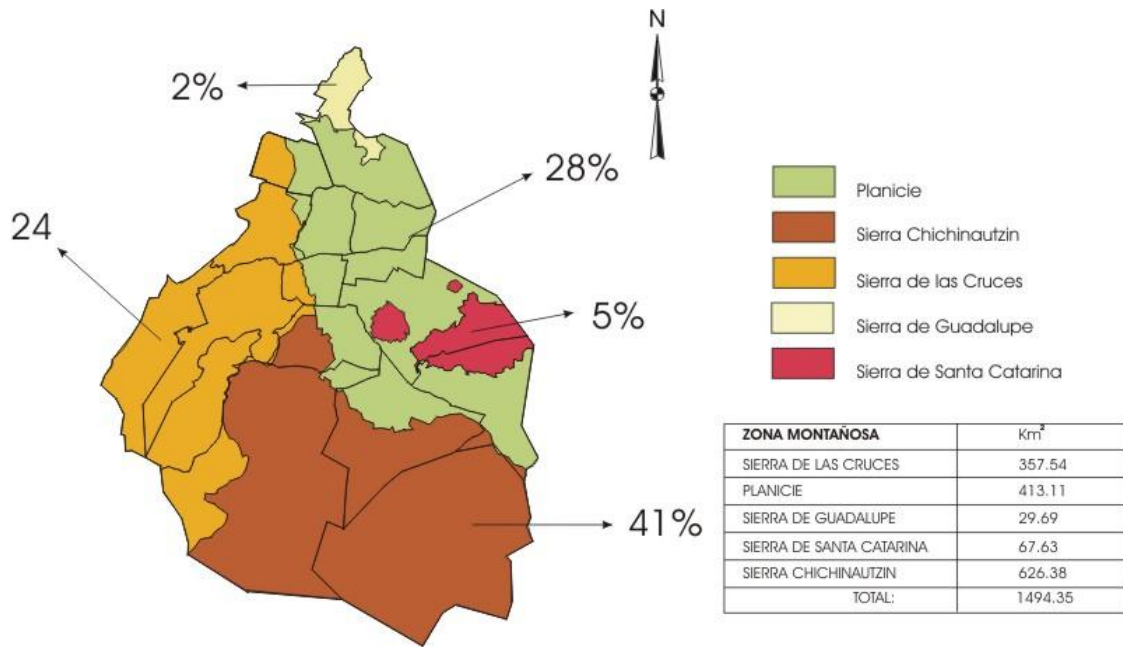 N
2%
28%
24
5%
41%
Planicie
Sierra Chichinautzin
Sierra de las Cruces
Sierra de Guadalupe
Sierra de Santa Catarina
ZONA MONTAÑOSA Km²
SIERRA DE LAS CRUCES 357.54
PLANICIE 413.11
SIERRA DE GUADALUPE 29.69
SIERRA DE SANTA CATARINA 67.63
SIERRA CHICHINAUTZIN 626.38
TOTAL: 1494.35